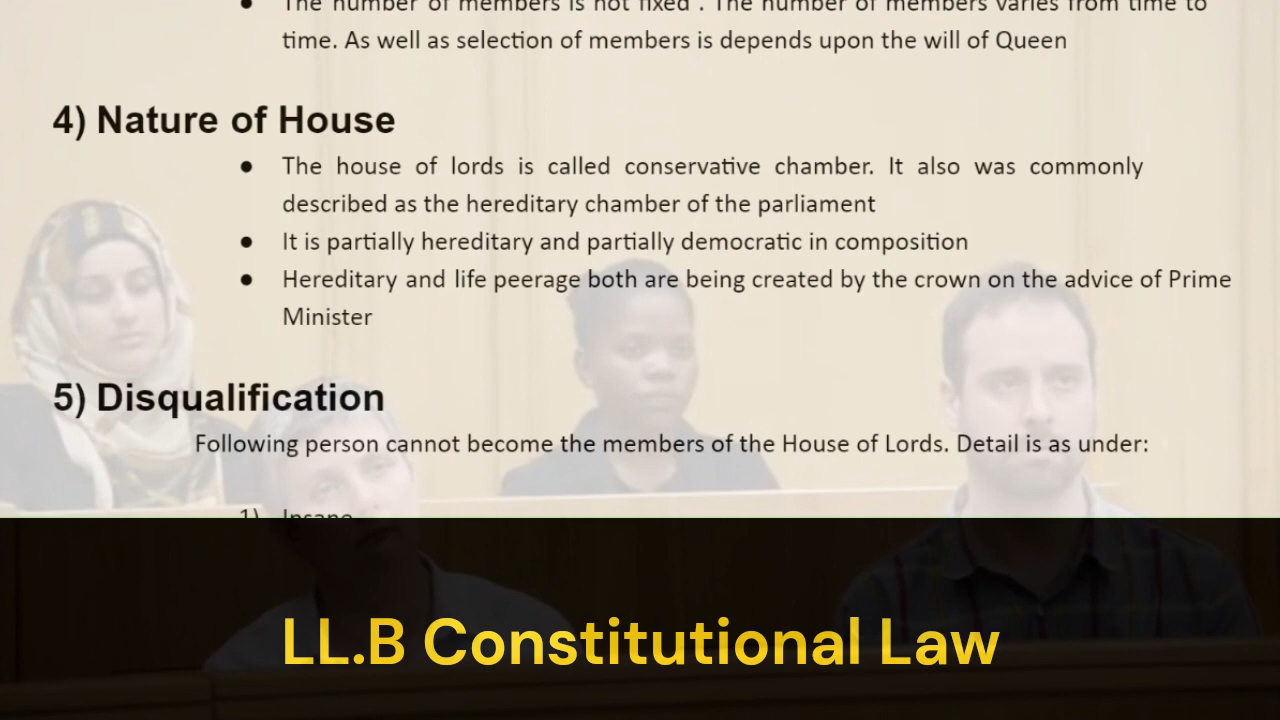 ● The number of members is not fixed . The number of members varies from time to
time. As well as selection of members is depends upon the will of Queen
4) Nature of House
● The house of lords is called conservative chamber. It also was commonly
described as the hereditary chamber of the parliament
● It is partially hereditary and partially democratic in composition
● Hereditary and life peerage both are being created by the crown on the advice of Prime
Minister
5) Disqualification
Following person cannot become the members of the House of Lords. Detail is as under:
1) Insane
LL.B Constitutional Law